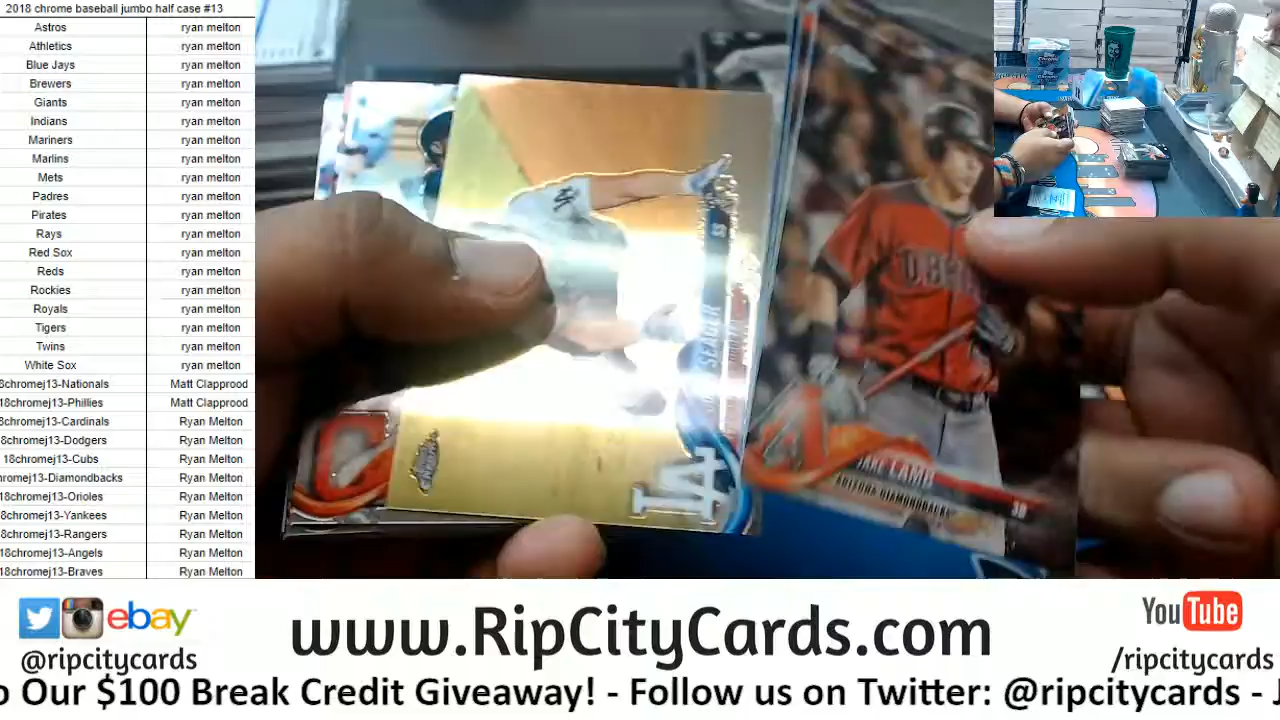 2018 chrome baseball jumbo half case #13
Astros ryan melton
Athletics ryan melton
Blue Jays ryan melton
Brewers ryan melton
Giants ryan melton
Indians ryan melton
Mariners ryan melton
Marlins ryan melton
Mets ryan melton
Padres ryan melton
Pirates ryan melton
Rays ryan melton
Red Sox ryan melton
Reds ryan melton
Rockies ryan melton
Royals ryan melton
Tigers ryan melton
Twins ryan melton
White Sox ryan melton
8chromej13-Nationals Matt Clapprood
18chromej13-Phillies Matt Clapprood
8chromej13-Cardinals Ryan Melton
8chromej13-Dodgers Ryan Melton
18chromej13-Cubs Ryan Melton
hromej13-Diamondbacks Ryan Melton
18chromej13-Orioles Ryan Melton
18chromej13-Yankees Ryan Melton
18chromej13-Rangers Ryan Melton
18chromej13-Angels Ryan Melton
18chromej13-Braves Ryan Melton
SS
SEAGER
LA
JAKE LAMB
ARIZONA DIAMONDBACKS
3B
ebay
@ripcitycards
www.RipCityCards.com
YouTube
/ripcitycards
o Our $100 Break Credit Giveaway! - Follow us on Twitter: @ripcitycards - J